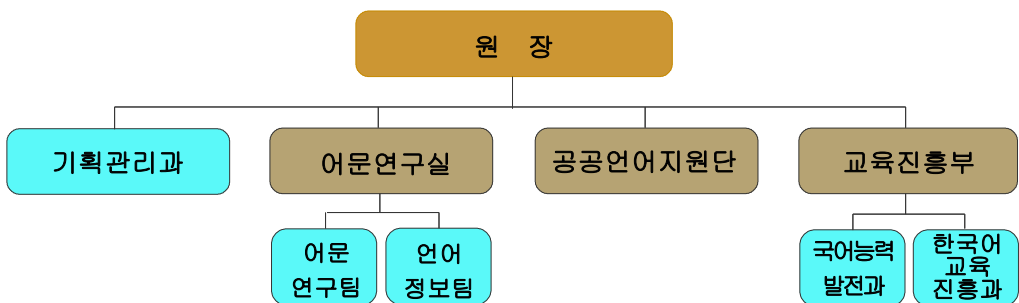 원 장
기획관리과
어문연구실
공공언어지원단
교육진흥부
어문
연구팀
언어
정보팀
국어능력
발전과
한국어
교육
진흥과